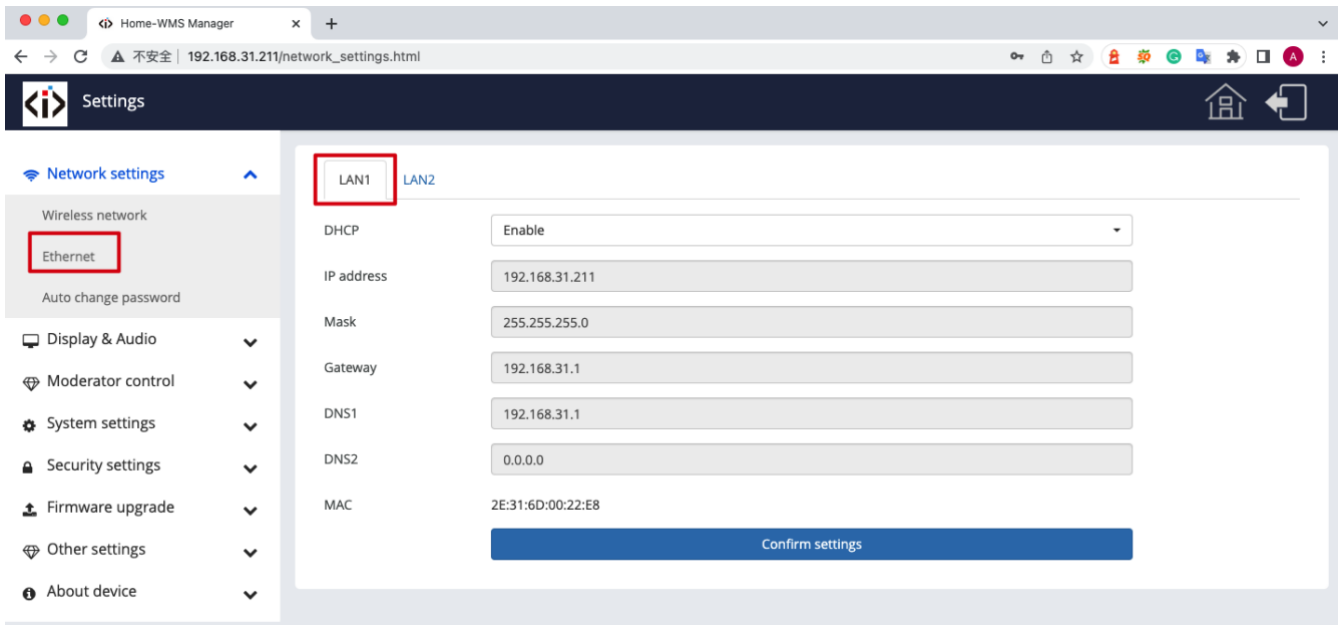 Home-WMS Manager
不安全 | 192.168.31.211/network_settings.html
A
<i> Settings
Network settings
Wireless network
Ethernet
Auto change password
Display & Audio
Moderator control
System settings
Security settings
Firmware upgrade
Other settings
About device
LAN1 LAN2
DHCP Enable
IP address 192.168.31.211
Mask 255.255.255.0
Gateway 192.168.31.1
DNS1 192.168.31.1
DNS2 0.0.0.0
MAC 2E:31:6D:00:22:E8
Confirm settings